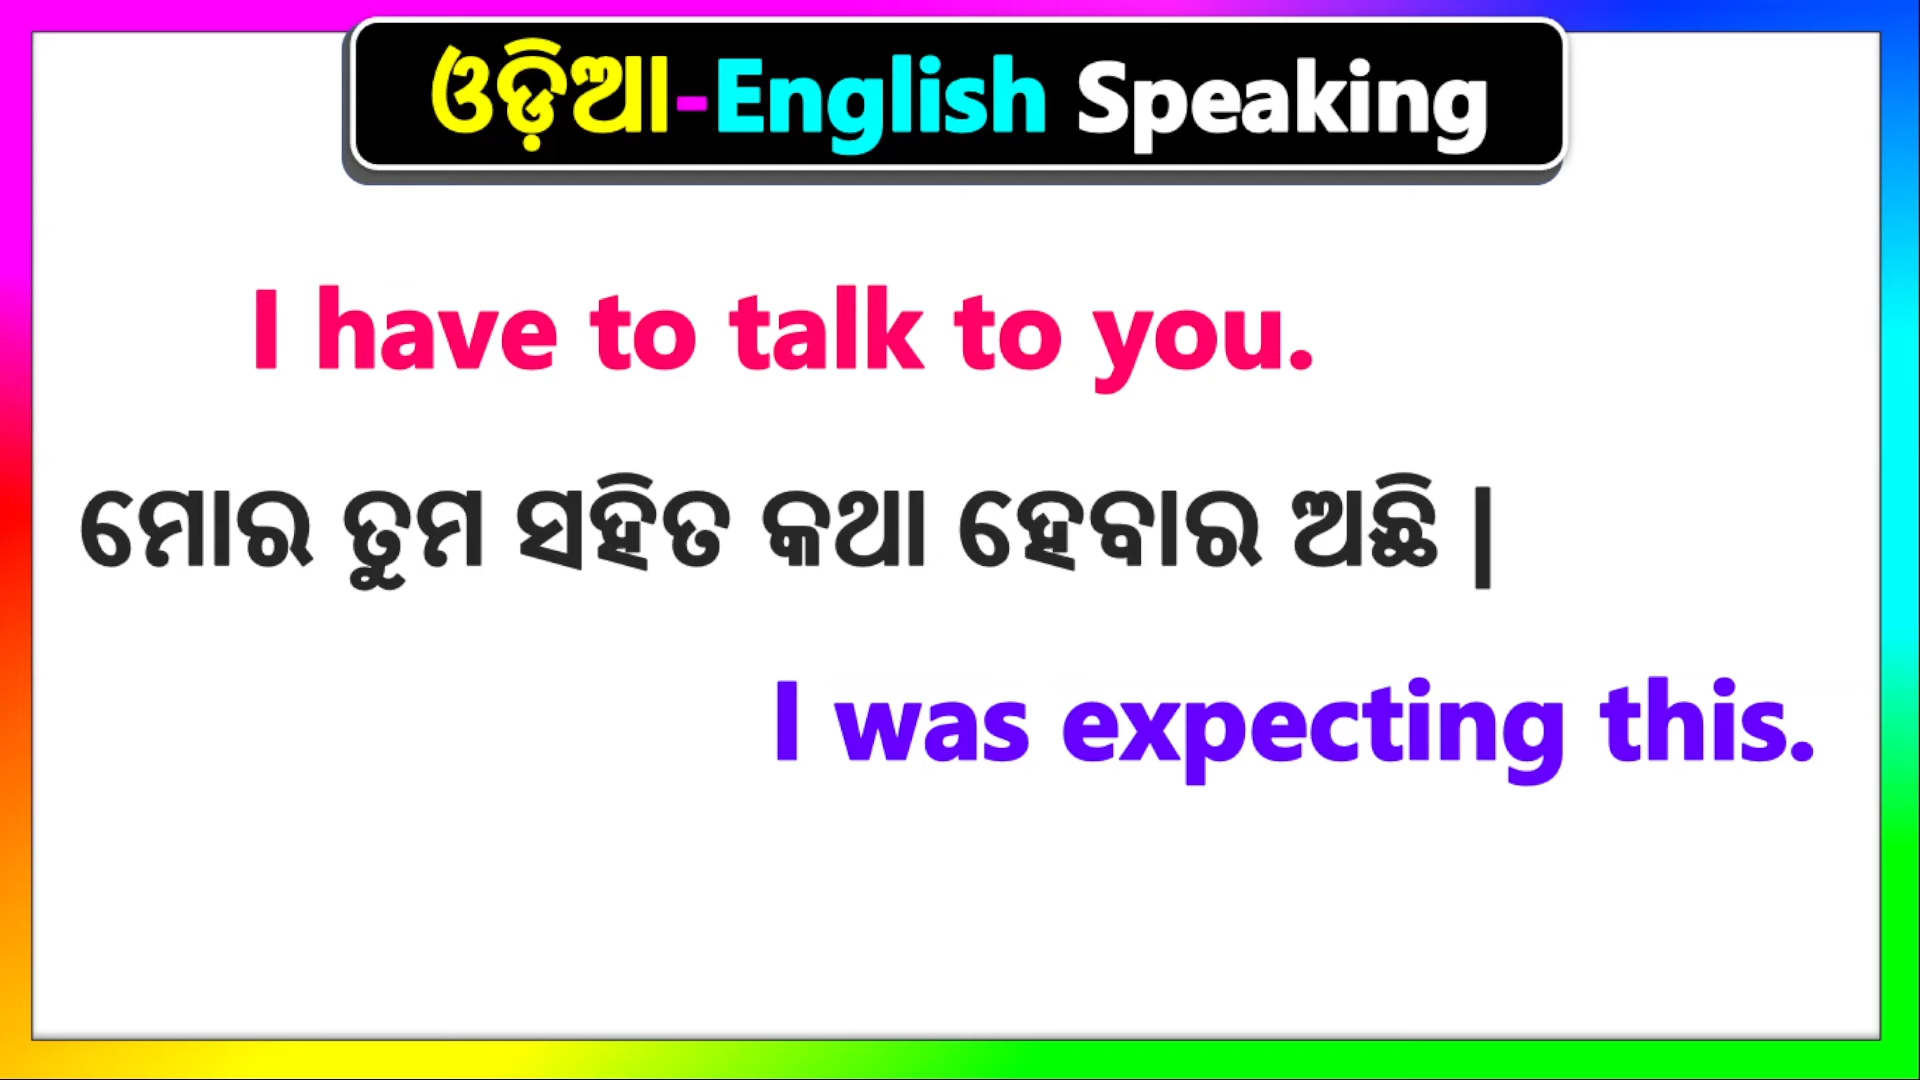 ଓଡ଼ିଆ-English Speaking
I have to talk to you.
ମୋର ତୁମ ସହିତ କଥା ହେବାର ଅଛି |
I was expecting this.